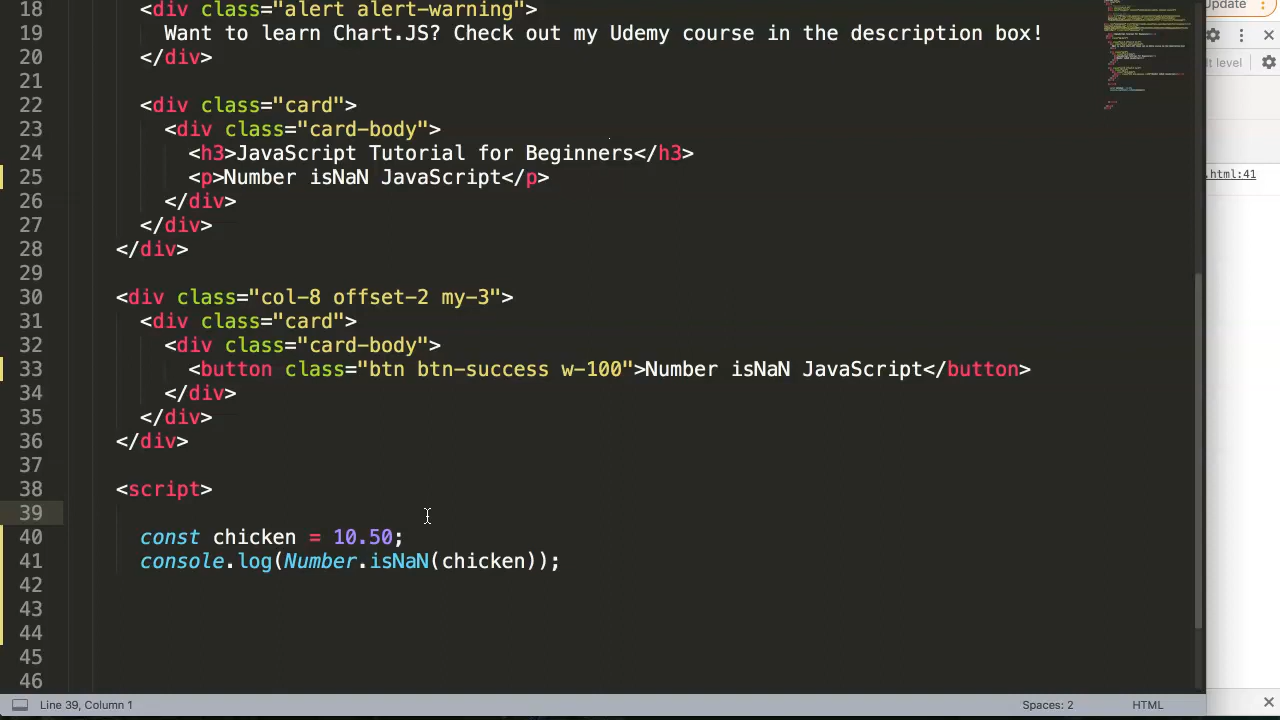 18 <div class="alert alert-warning">
19 Want to learn Chart.JS? Check out my Udemy course in the description box!
20 </div>
21
22 <div class="card">
23 <div class="card-body">
24 <h3>JavaScript Tutorial for Beginners</h3>
25 <p>Number isNaN JavaScript</p>
26 </div>
27 </div>
28 </div>
29
30 <div class="col-8 offset-2 my-3">
31 <div class="card">
32 <div class="card-body">
33 <button class="btn btn-success w-100">Number isNaN JavaScript</button>
34 </div>
35 </div>
36 </div>
37
38 <script>
39
40 const chicken = 10.50;
41 console.log(Number.isNaN(chicken));
42
43
44
45
46
Line 39, Column 1
Spaces: 2
HTML
Update
lt level
.html:41